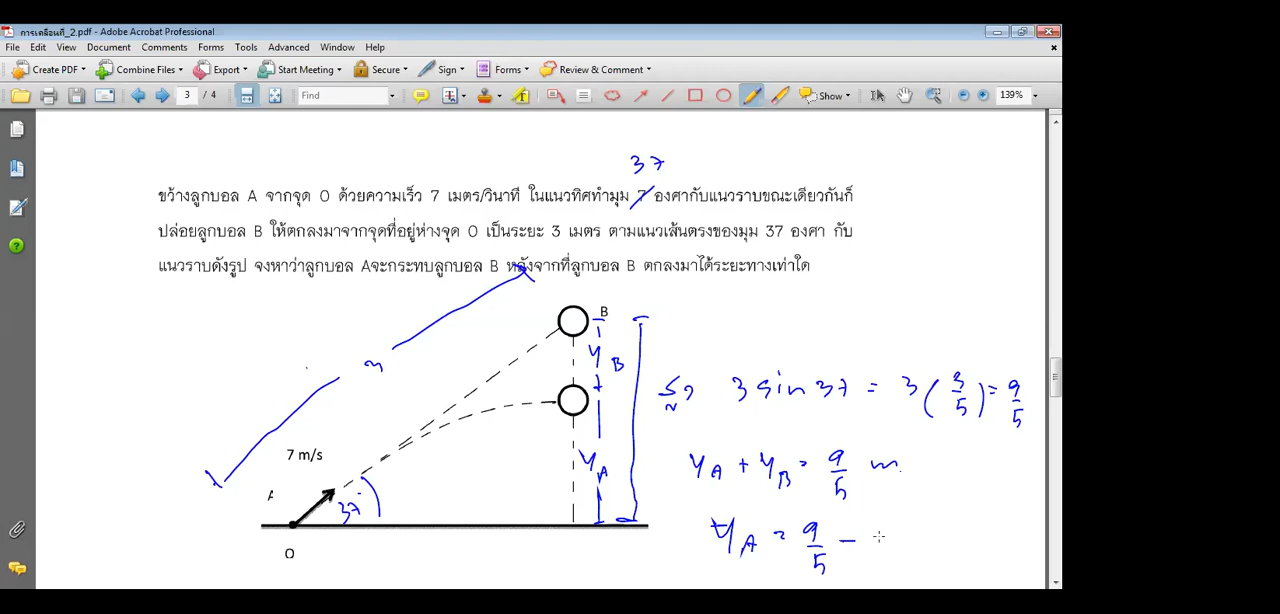 การเคลื่อนที่_2.pdf - Adobe Acrobat Professional
File Edit View Document Comments Forms Tools Advanced Window Help
Create PDF Combine Files Export Start Meeting Secure Sign Forms Review & Comment
3 / 4 Find Show 139%
37
ขว้างลูกบอล A จากจุด O ด้วยความเร็ว 7 เมตร/วินาที ในแนวทิศทำมุม 7 องศากับแนวราบขณะเดียวกันก็
ปล่อยลูกบอล B ให้ตกลงมาจากจุดที่อยู่ห่างจุด O เป็นระยะ 3 เมตร ตามแนวเส้นตรงของมุม 37 องศา กับ
แนวราบดังรูป จงหาว่าลูกบอล Aจะกระทบลูกบอล B หลังจากที่ลูกบอล B ตกลงมาได้ระยะทางเท่าใด
B
y B
3 sin 37 = 3 ( 3/5 ) = 9/5
7 m/s
y A + y B = 9/5 m.
y A
A
37°
y A = 9/5 -
O